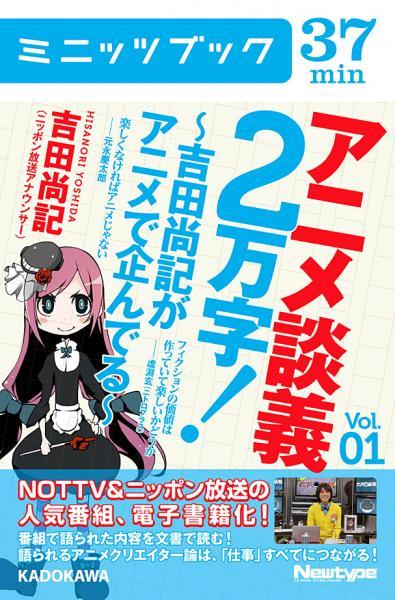 ミニッツブック
37
min
アニメ談義
2万字！
～吉田尚記が
アニメで企んでる～
Vol.
01
楽しくなければアニメじゃない
――元永慶太郎
フィクションの価値は
作っていて楽しいかどうか
――虚淵玄（ニトロプラス）
HISANORI YOSHIDA
吉田尚記
（ニッポン放送アナウンサー）
NOTTV&ニッポン放送の
人気番組、電子書籍化！
番組で語られた内容を文書で読む！
語られるアニメクリエイター論は、「仕事」すべてにつながる！
KADOKAWA
Newtype